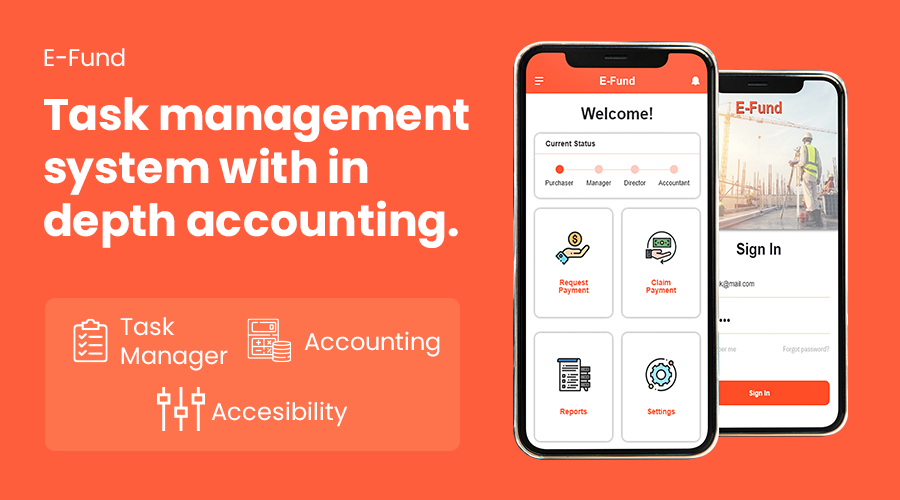 E-Fund
Task management
system with in
depth accounting.
Task
Manager
Accounting
Accesibility
E-Fund
Welcome!
Current Status
Purchaser Manager Director Accountant
Request
Payment
Claim
Payment
Reports
Settings
E-Fund
Sign In
k@mail.com
er me
Forgot password?
Sign In